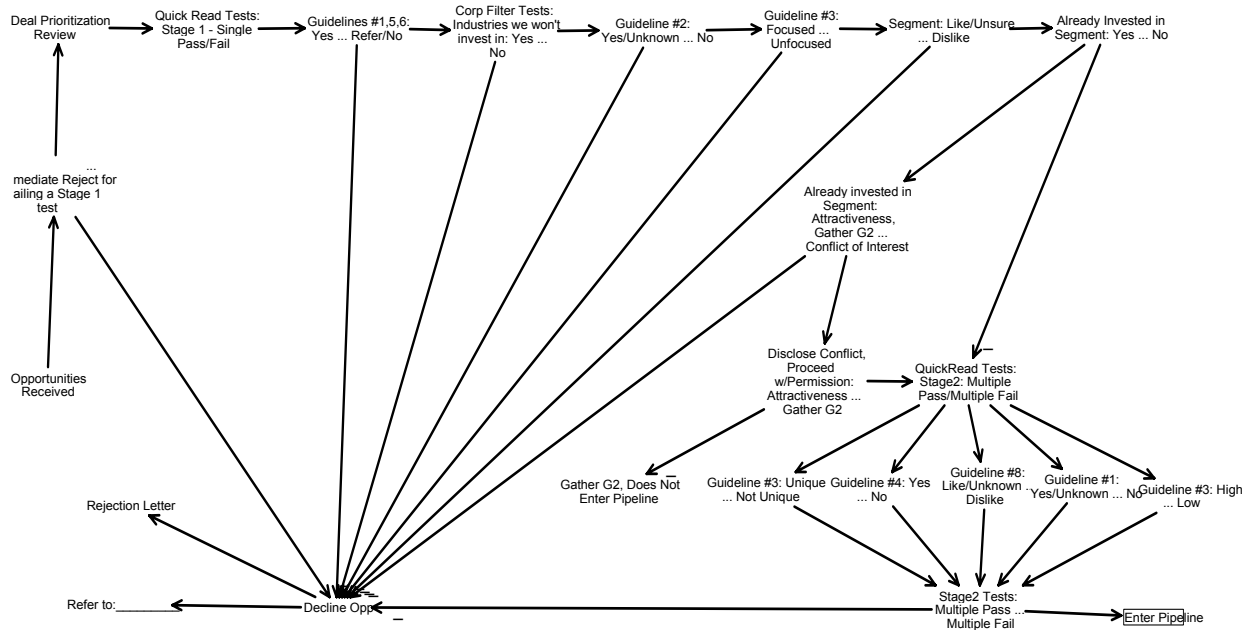 Deal Prioritization
Review
Quick Read Tests:
Stage 1 - Single
Pass/Fail
Guidelines #1,5,6:
Yes ... Refer/No
Corp Filter Tests:
Industries we won't
invest in: Yes ...
No
Guideline #2:
Yes/Unknown ... No
Guideline #3:
Focused ...
Unfocused
Segment: Like/Unsure
... Dislike
Already Invested in
Segment: Yes ... No
...
mediate Reject for
ailing a Stage 1
test
Already invested in
Segment:
Attractiveness,
Gather G2 ...
Conflict of Interest
Opportunities
Received
Disclose Conflict,
Proceed
w/Permission:
Attractiveness ...
Gather G2
QuickRead Tests:
Stage2: Multiple
Pass/Multiple Fail
Gather G2, Does Not
Enter Pipeline
Guideline #3: Unique
... Not Unique
Guideline #4: Yes
... No
Guideline #8:
Like/Unknown ..
Dislike
Guideline #1:
Yes/Unknown ... No
Guideline #3: High
... Low
Rejection Letter
Refer to:__________
Decline Opp
Stage2 Tests:
Multiple Pass ...
Multiple Fail
Enter Pipeline